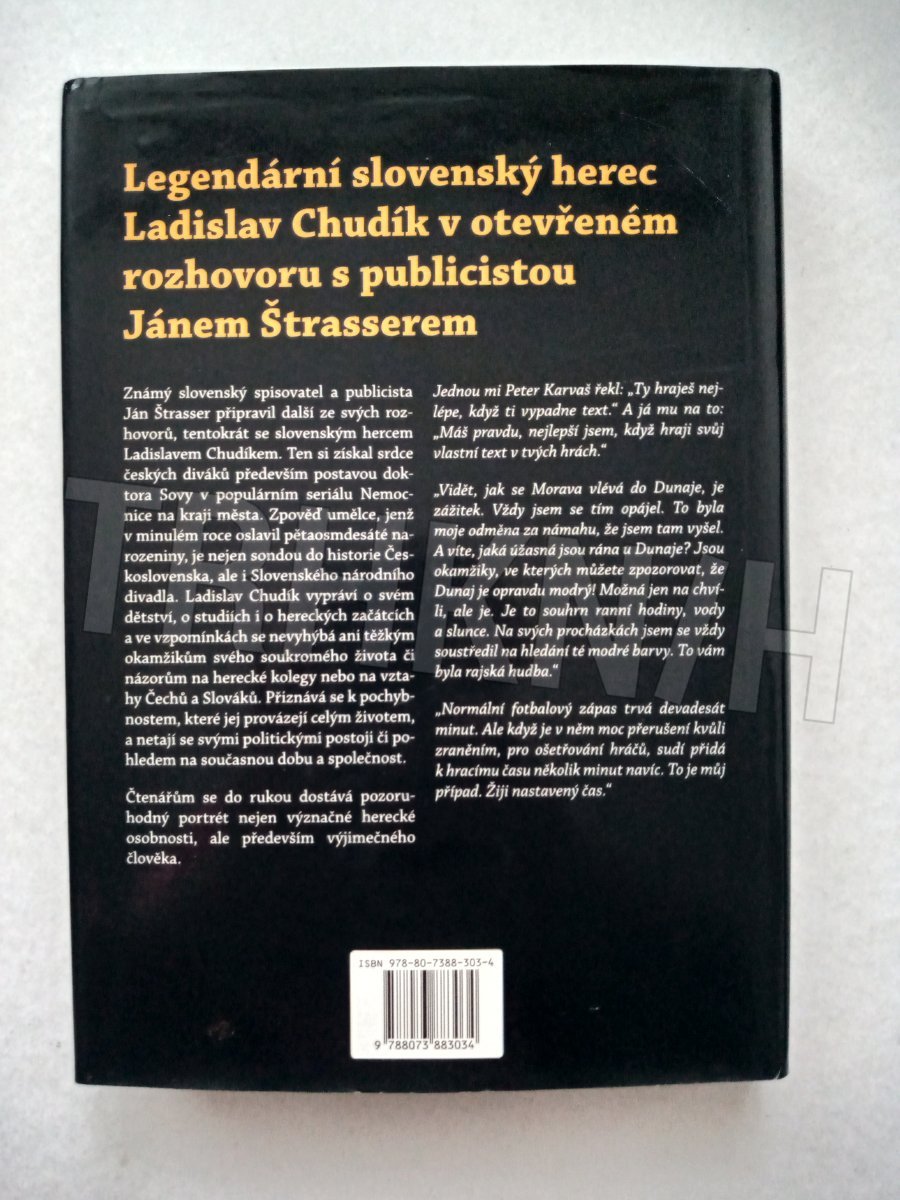 Legendární slovenský herec
Ladislav Chudík v otevřeném
rozhovoru s publicistou
Jánem Štrasserem
Známý slovenský spisovatel a publicista
Ján Štrasser připravil další ze svých roz-
hovorů, tentokrát se slovenským hercem
Ladislavem Chudíkem. Ten si získal srdce
českých diváků především postavou dok-
tora Sovy v populárním seriálu Nemoc-
nice na kraji města. Zpověď umělce, jenž
v minulém roce oslavil pětaosmdesáté na-
rozeniny, je nejen sondou do historie Čes-
koslovenska, ale i Slovenského národního
divadla. Ladislav Chudík vypráví o svém
dětství, o studiích i o hereckých začátcích
a ve vzpomínkách se nevyhýbá ani těžkým
okamžikům svého soukromého života či
názorům na herecké kolegy nebo na vzta-
hy Čechů a Slováků. Přiznává se k pochyb-
nostem, které jej provázejí celým životem,
a netají se svými politickými postoji či po-
hledem na současnou dobu a společnost.
Čtenářům se do rukou dostává pozoru-
hodný portrét nejen význačné herecké
osobnosti, ale především výjimečného
člověka.
Jednou mi Peter Karvaš řekl: „Ty hraješ nej-
lépe, když ti vypadne text.“ A já mu na to:
„Máš pravdu, nejlepší jsem, když hraji svůj
vlastní text v tvých hrách.“
„Vidět, jak se Morava vlévá do Dunaje, je
zážitek. Vždy jsem se tím opájel. To byla
moje odměna za námahu, že jsem tam vyšel.
A víte, jaká úžasná jsou rána u Dunaje? Jsou
okamžiky, ve kterých můžete zpozorovat, že
Dunaj je opravdu modrý! Možná jen na chví-
li, ale je. Je to souhrn ranní hodiny, vody
a slunce. Na svých procházkách jsem se vždy
soustředil na hledání té modré barvy. To vám
byla rajská hudba.“
„Normální fotbalový zápas trvá devadesát
minut. Ale když je v něm moc přerušení kvůli
zraněním, pro ošetřování hráčů, sudí přidá
k hracímu času několik minut navíc. To je můj
případ. Žiji nastavený čas.“
ISBN 978-80-7388-303-4
9 788073 883034